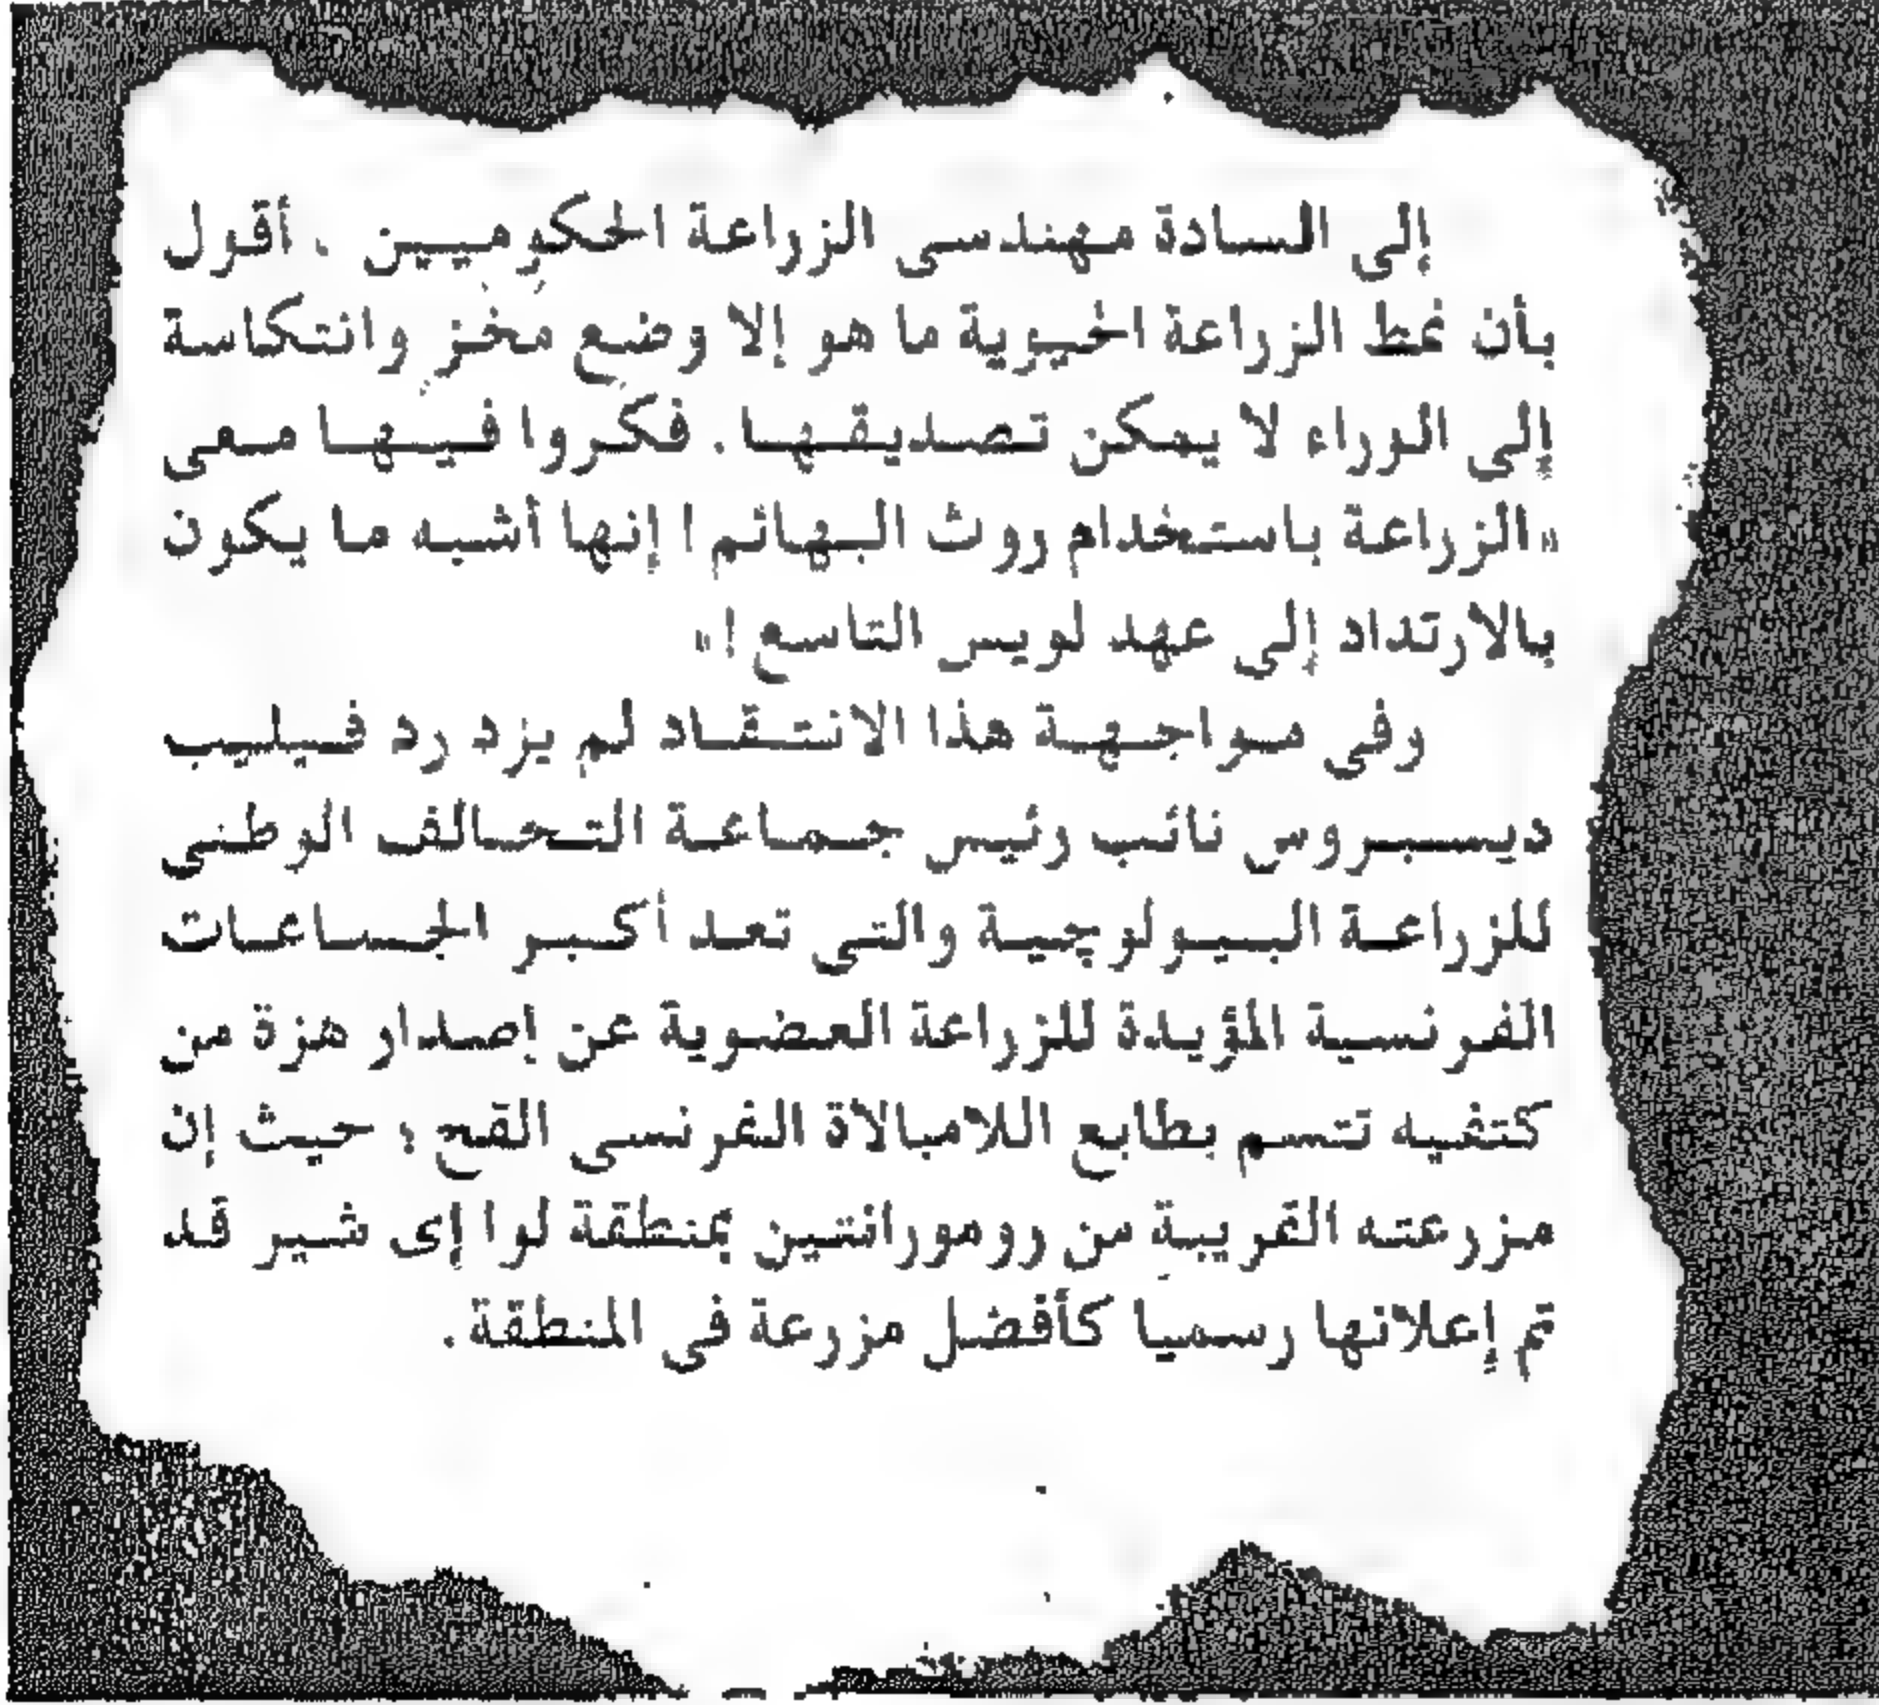 إلى السادة مهندسى الزراعة الحكوميين . أقول
بأن نمط الزراعة الحيوية ما هو إلا وضع مخز وانتكاسة
إلى الوراء لا يمكن تصديقها . فكروا فيها معى
«الزراعة باستخدام روث البهائم ! إنها أشبه ما يكون
بالارتداد إلى عهد لويس التاسع !»
وفى مواجهة هذا الانتقاد لم يزد رد فيليب
ديسبروس نائب رئيس جماعة التحالف الوطنى
للزراعة البيولوچية والتى تعد أكبر الجماعات
الفرنسية المؤيدة للزراعة العضوية عن إصدار هزة من
كتفيه تتسم بطابع اللامبالاة الفرنسى القح ؛ حيث إن
مزرعته القريبة من رومورانتين بمنطقة لوا إى شير قد
تم إعلانها رسميا كأفضل مزرعة فى المنطقة .